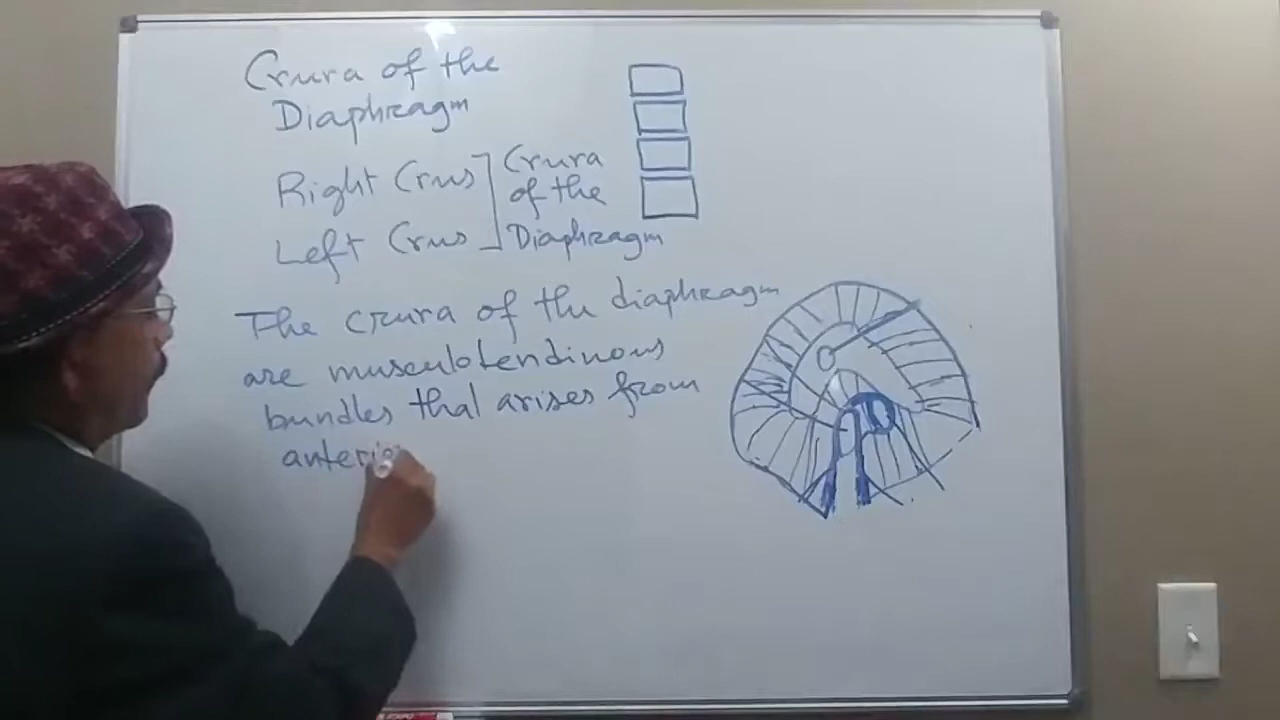 Crura of the
Diaphragm
Right Crus
Left Crus
Crura
of the
Diaphragm
The crura of the diaphragm
are musculotendinous
bundles that arises from
anteri